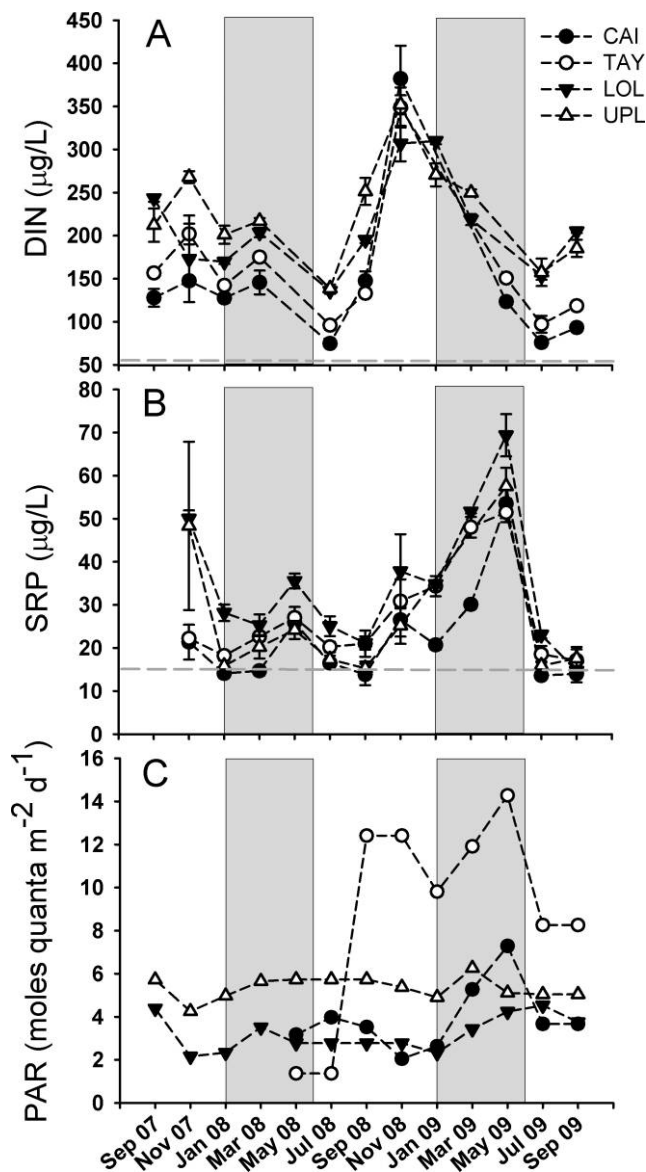 A
450
400
350
300
250
200
150
100
50
DIN (µg/L)
CAI
TAY
LOL
UPL
B
80
70
60
50
40
30
20
10
0
SRP (µg/L)
C
16
14
12
10
8
6
4
2
0
PAR (moles quanta m⁻² d⁻¹)
Sep 07
Nov 07
Jan 08
Mar 08
May 08
Jul 08
Sep 08
Nov 08
Jan 09
Mar 09
May 09
Jul 09
Sep 09